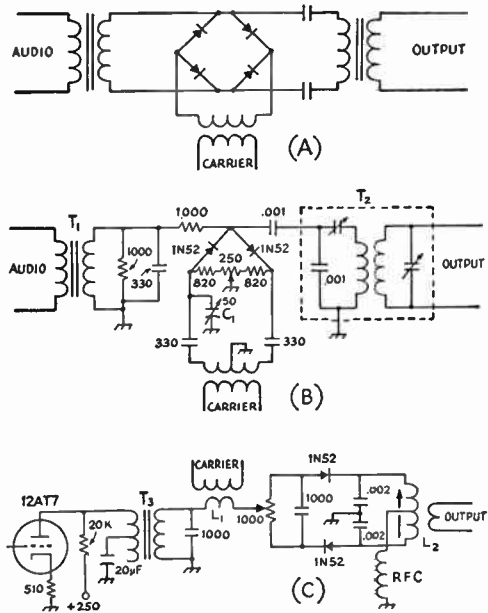 AUDIO
OUTPUT
CARRIER
(A)
T2
T1
1,000
.001
1N52
1N52
AUDIO
1000
330
250
820
820
.001
OUTPUT
50
C1
330
330
CARRIER
(B)
CARRIER
1N52
12AT7
T3
L1
1000
1000
.002
20K
1000
.002
OUTPUT
1N52
L2
510
20μF
RFC
+250
(C)